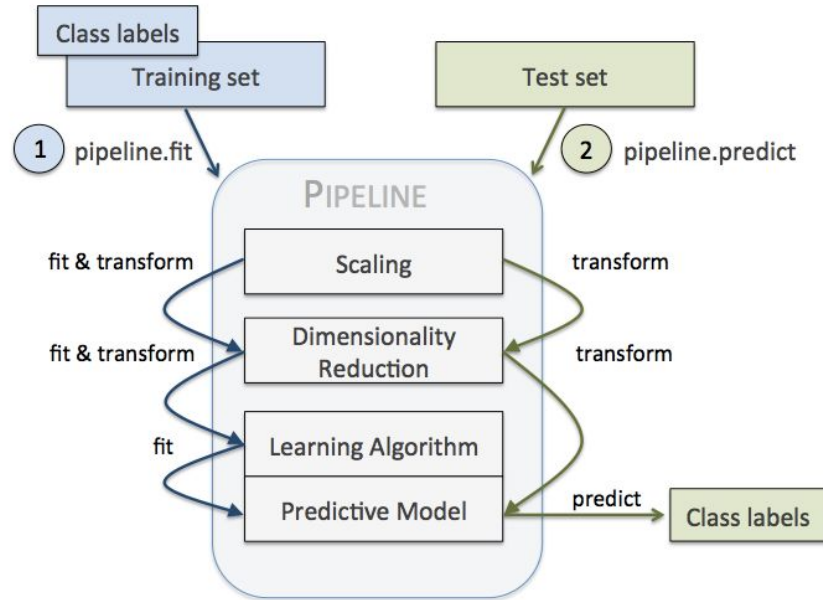 Class labels
Training set
Test set
1
pipeline.fit
2
pipeline.predict
PIPELINE
fit & transform
Scaling
transform
fit & transform
Dimensionality
Reduction
transform
fit
Learning Algorithm
Predictive Model
predict
Class labels